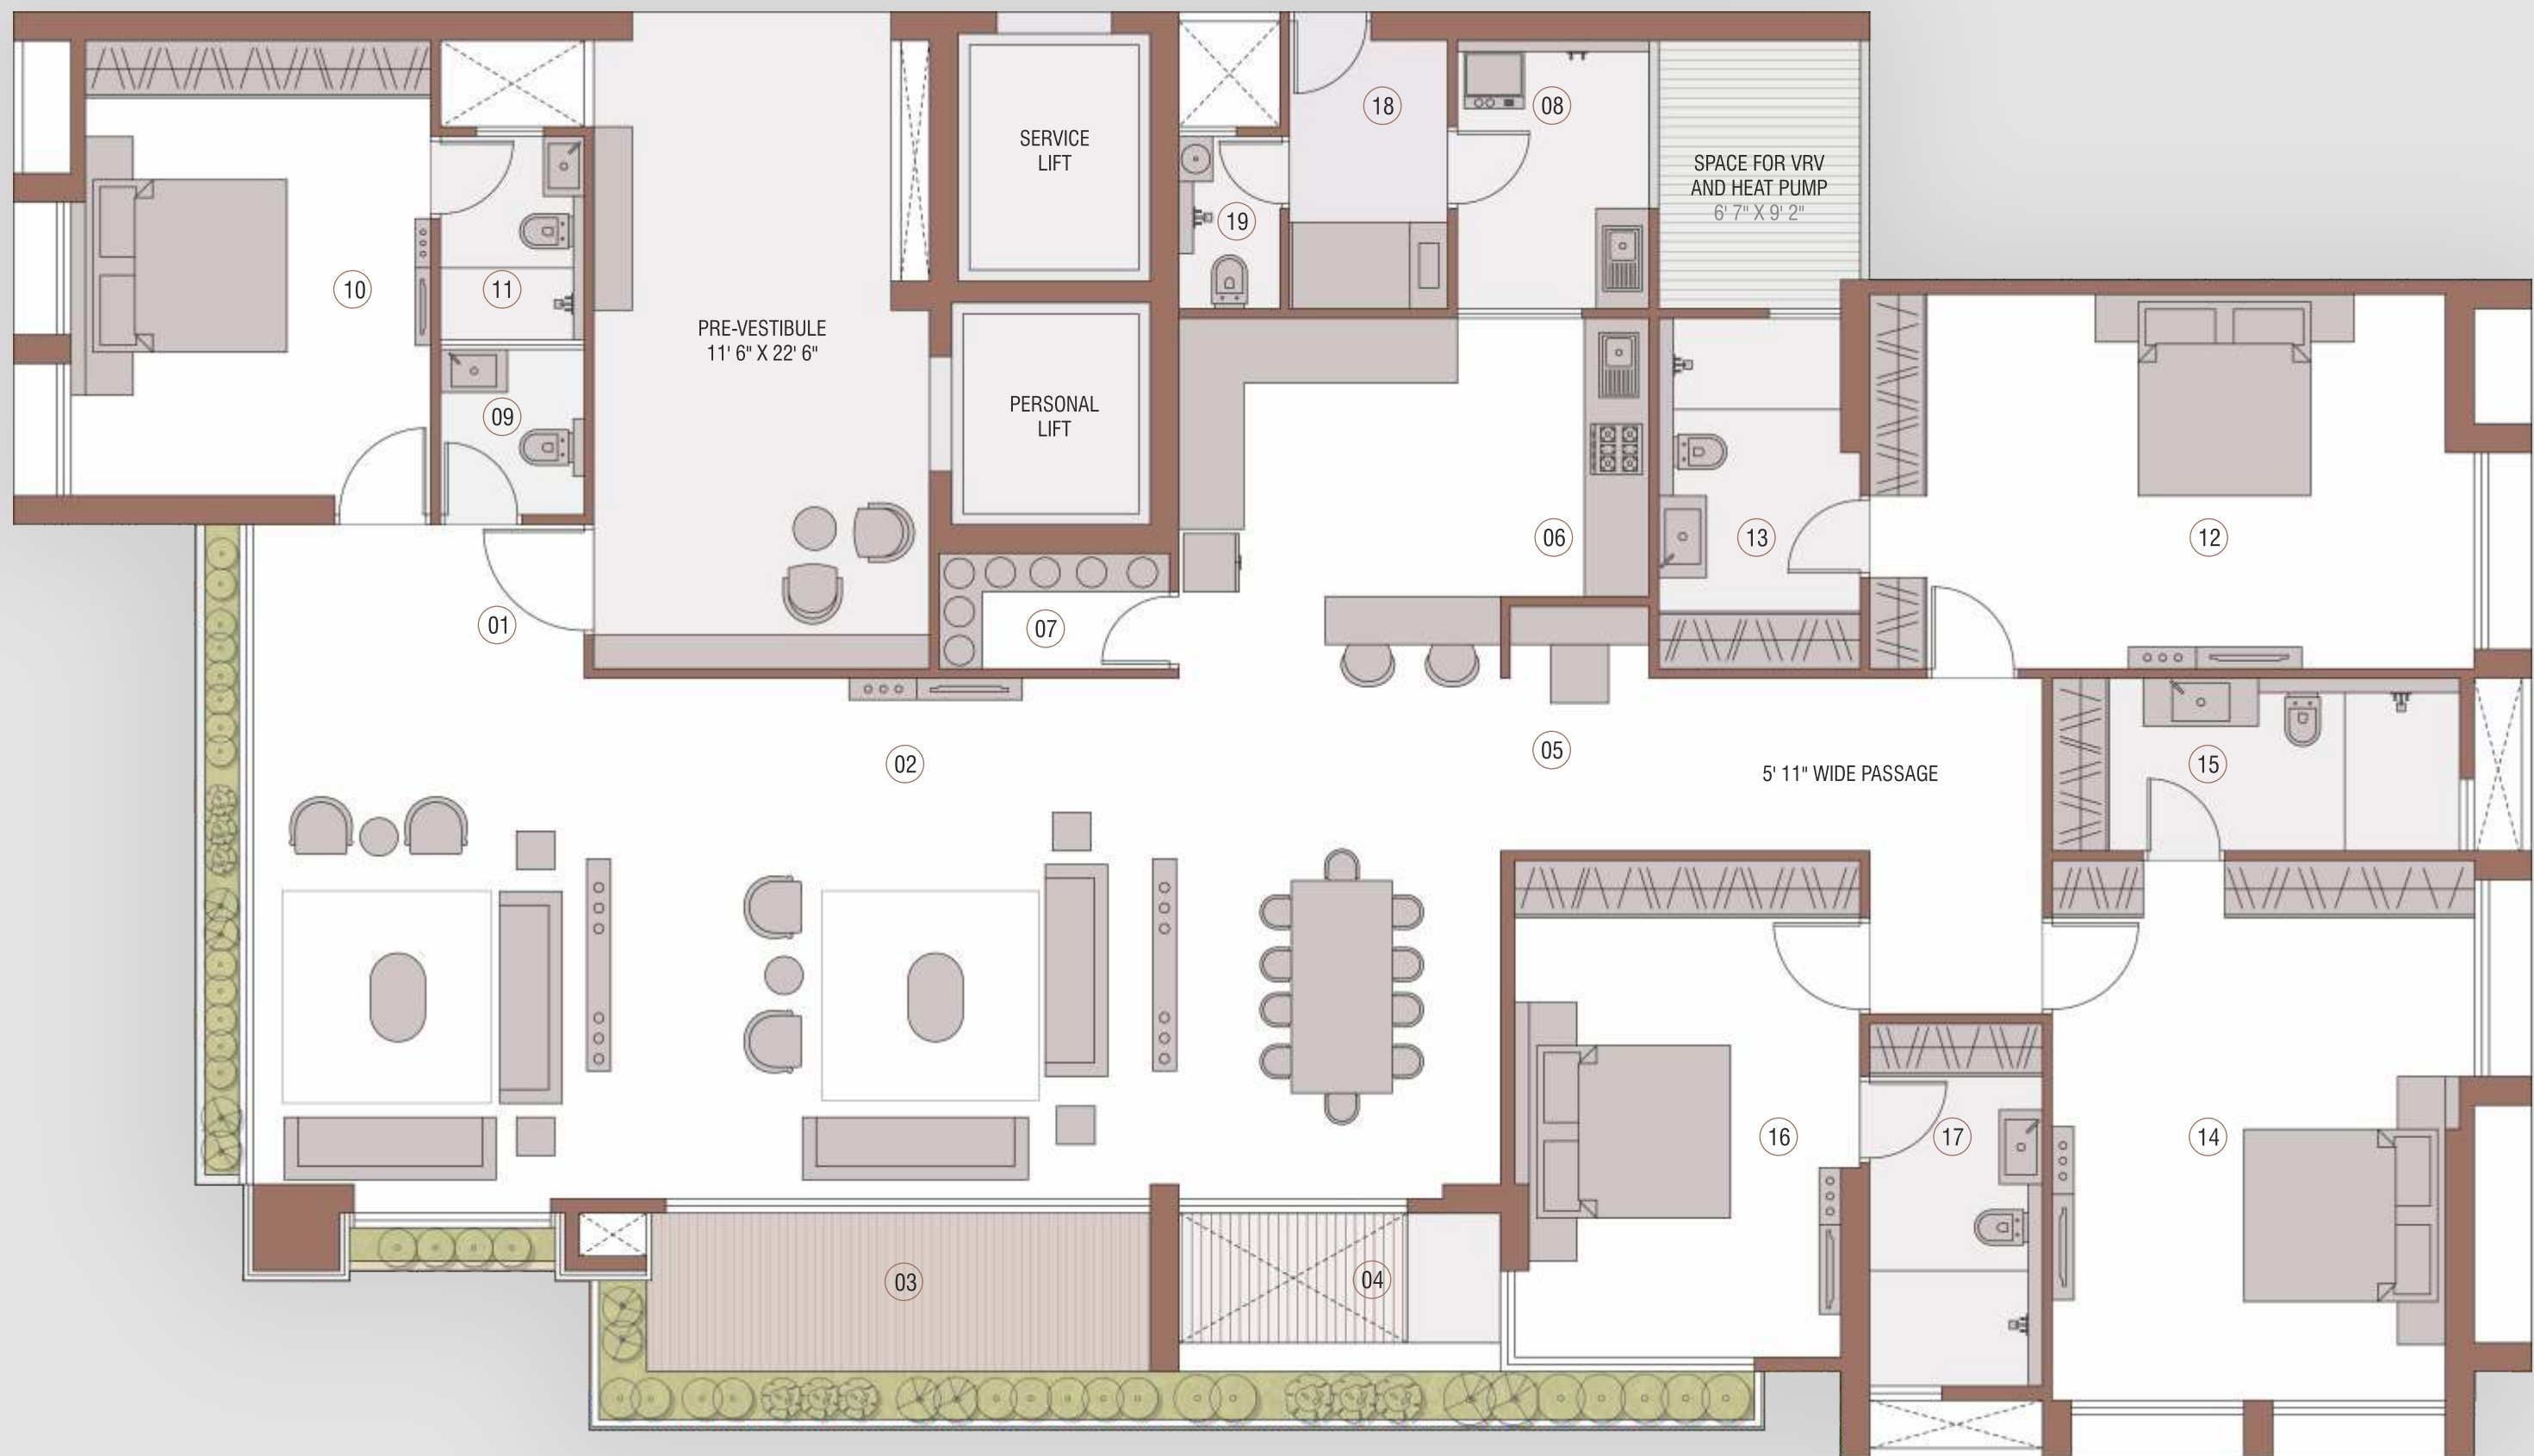 18
08
SERVICE
LIFT
SPACE FOR VRV
AND HEAT PUMP
6' 7" X 9' 2"
19
10
11
PRE-VESTIBULE
11' 6" X 22' 6"
PERSONAL
LIFT
09
06
13
12
01
07
02
05
5' 11" WIDE PASSAGE
15
16
17
14
03
04